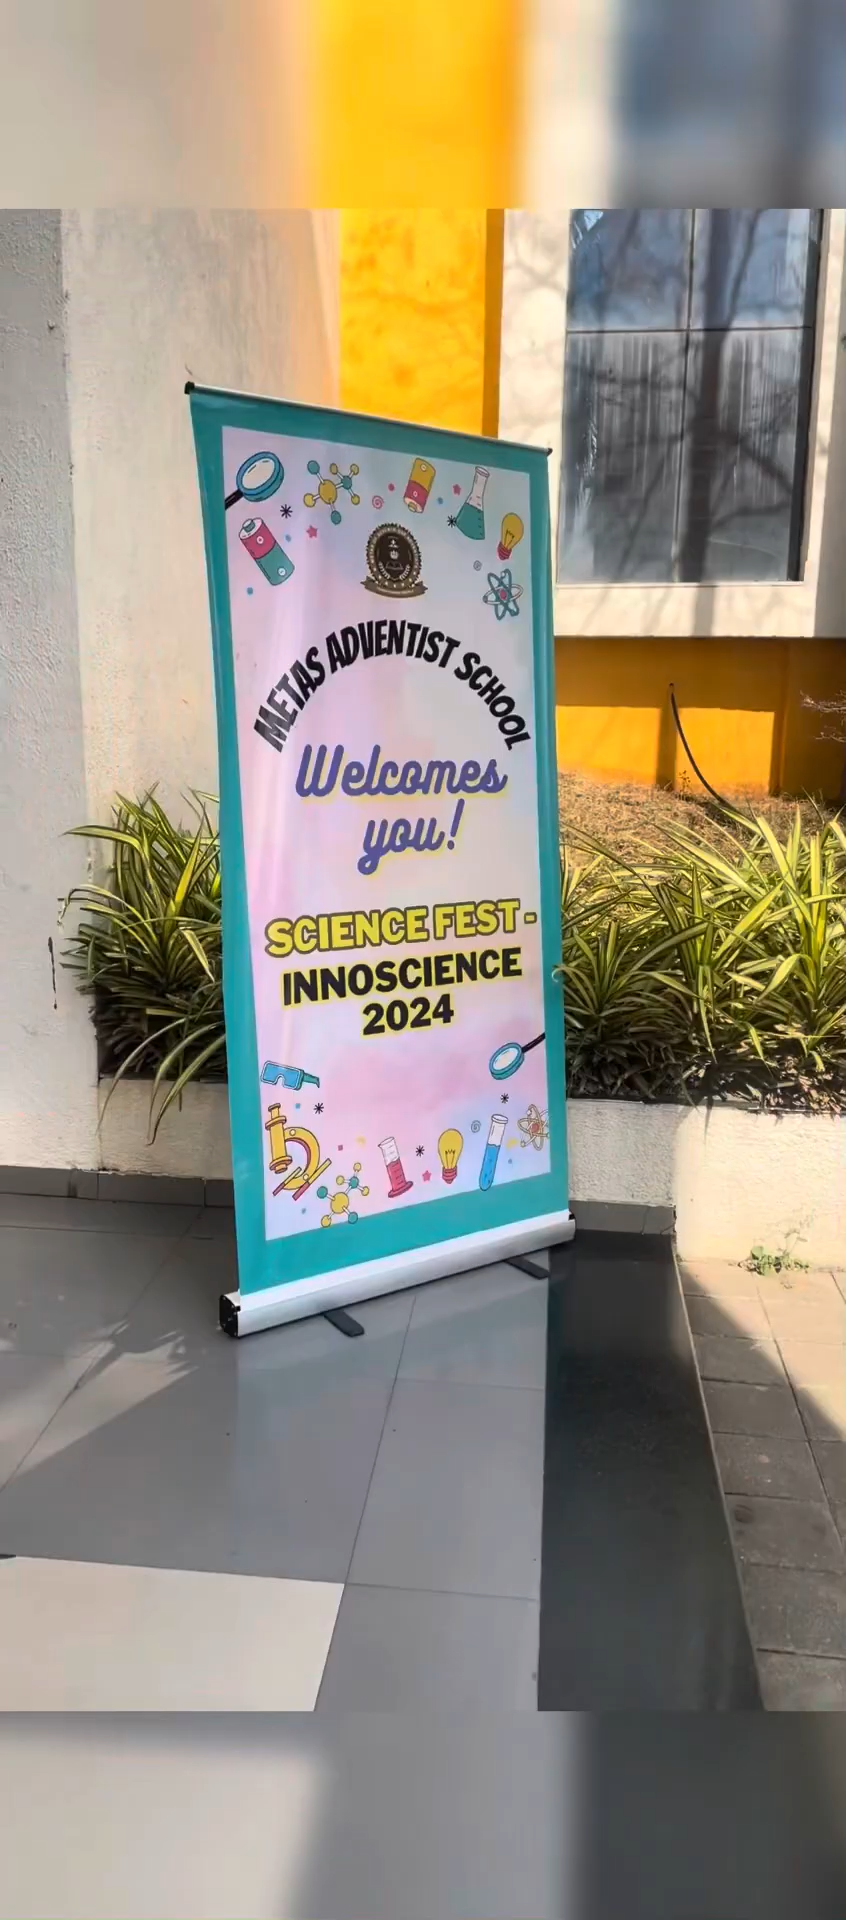 METAS ADVENTIST SCHOOL
Welcomes
you!
SCIENCE FEST -
INNOSCIENCE
2024